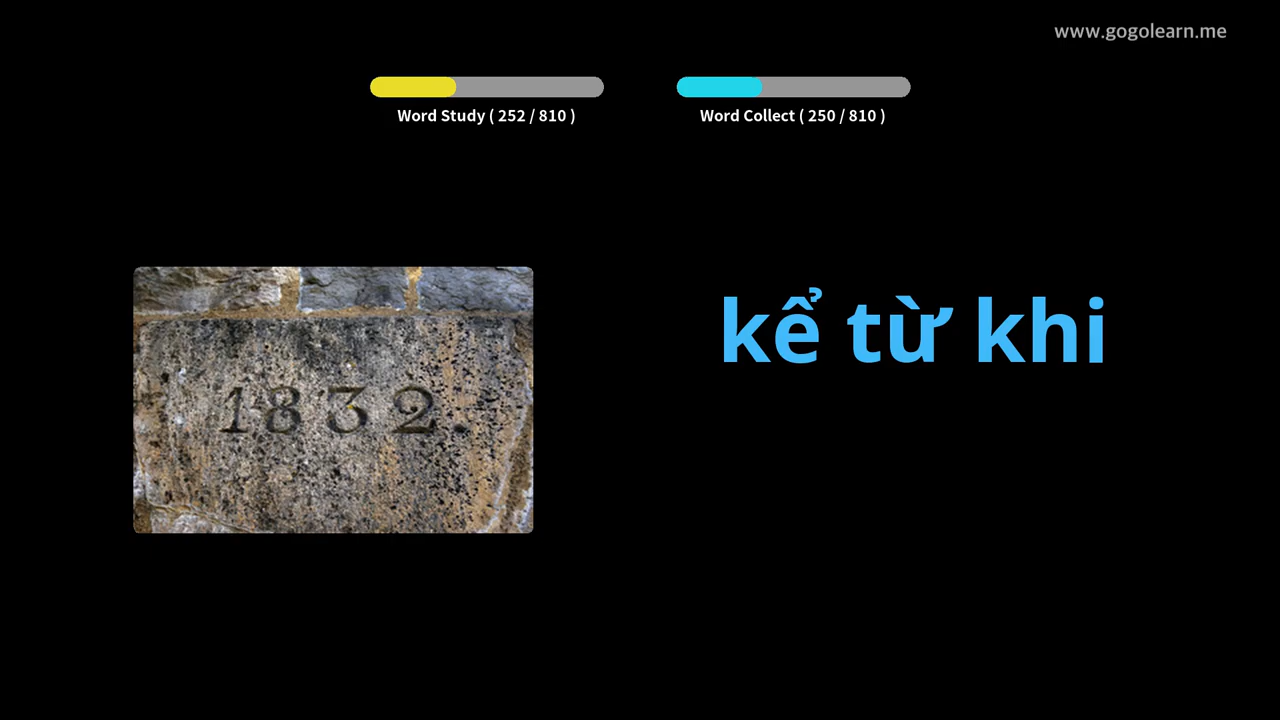 www.gogolearn.me
Word Study ( 252 / 810 )
Word Collect ( 250 / 810 )
1832.
kể từ khi